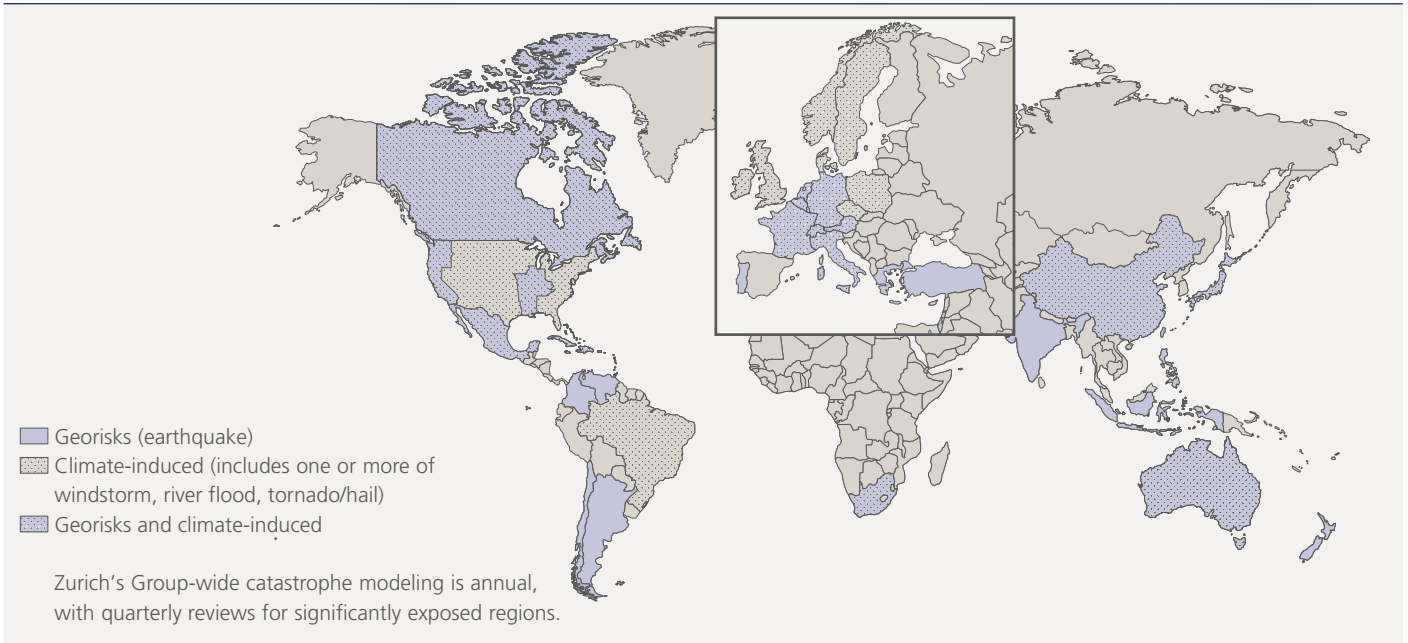 Georisks (earthquake)
Climate-induced (includes one or more of
windstorm, river flood, tornado/hail)
Georisks and climate-induced
Zurich’s Group-wide catastrophe modeling is annual,
with quarterly reviews for significantly exposed regions.